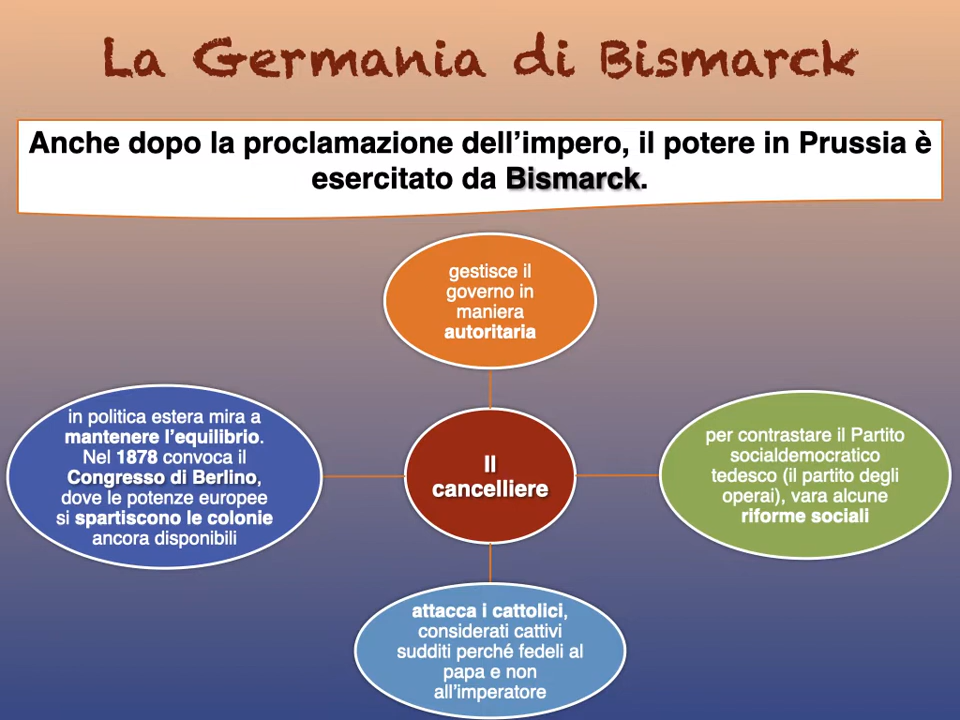 La Germania di Bismarck
Anche dopo la proclamazione dell’impero, il potere in Prussia è
esercitato da Bismarck.
gestisce il
governo in
maniera
autoritaria
in politica estera mira a
mantenere l’equilibrio.
Nel 1878 convoca il
Congresso di Berlino,
dove le potenze europee
si spartiscono le colonie
ancora disponibili
Il
cancelliere
per contrastare il Partito
socialdemocratico
tedesco (il partito degli
operai), vara alcune
riforme sociali
attacca i cattolici,
considerati cattivi
sudditi perché fedeli al
papa e non
all’imperatore